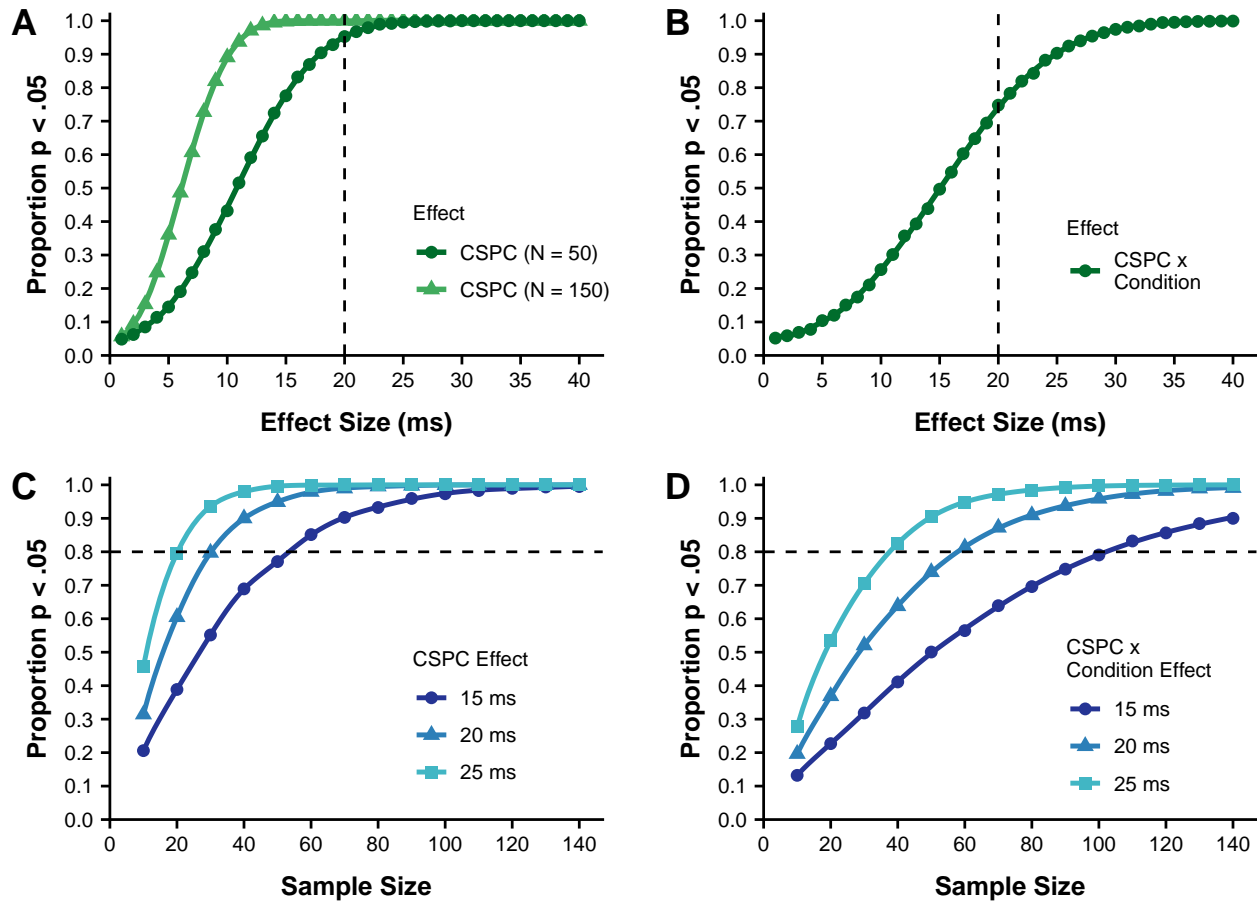 A
Proportion p < .05
1.0
0.9
0.8
0.7
0.6
0.5
0.4
0.3
0.2
0.1
0.0
0 5 10 15 20 25 30 35 40
Effect Size (ms)
Effect
CSPC (N = 50)
CSPC (N = 150)
B
Proportion p < .05
1.0
0.9
0.8
0.7
0.6
0.5
0.4
0.3
0.2
0.1
0.0
0 5 10 15 20 25 30 35 40
Effect Size (ms)
Effect
CSPC x
Condition
C
Proportion p < .05
1.0
0.9
0.8
0.7
0.6
0.5
0.4
0.3
0.2
0.1
0.0
0 20 40 60 80 100 120 140
Sample Size
CSPC Effect
15 ms
20 ms
25 ms
D
Proportion p < .05
1.0
0.9
0.8
0.7
0.6
0.5
0.4
0.3
0.2
0.1
0.0
0 20 40 60 80 100 120 140
Sample Size
CSPC x
Condition Effect
15 ms
20 ms
25 ms